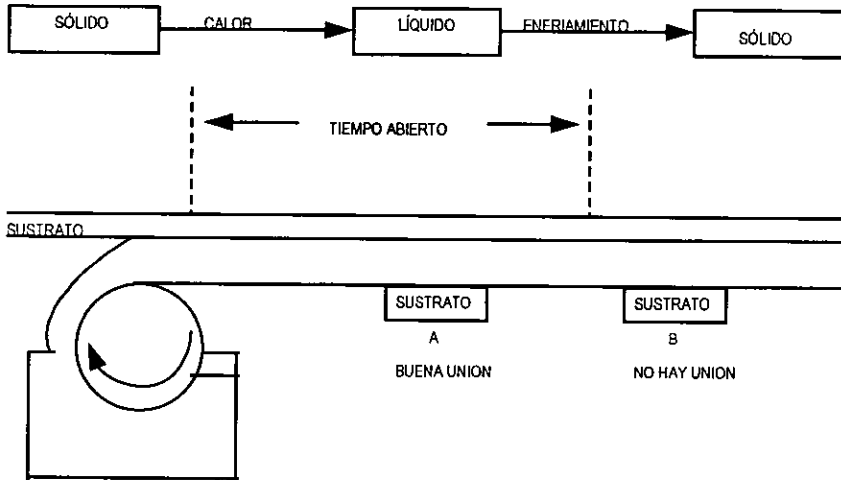 SÓLIDO CALOR LÍQUIDO ENFRIAMIENTO SÓLIDO
TIEMPO ABIERTO
SUSTRATO
SUSTRATO SUSTRATO
A B
BUENA UNION NO HAY UNION